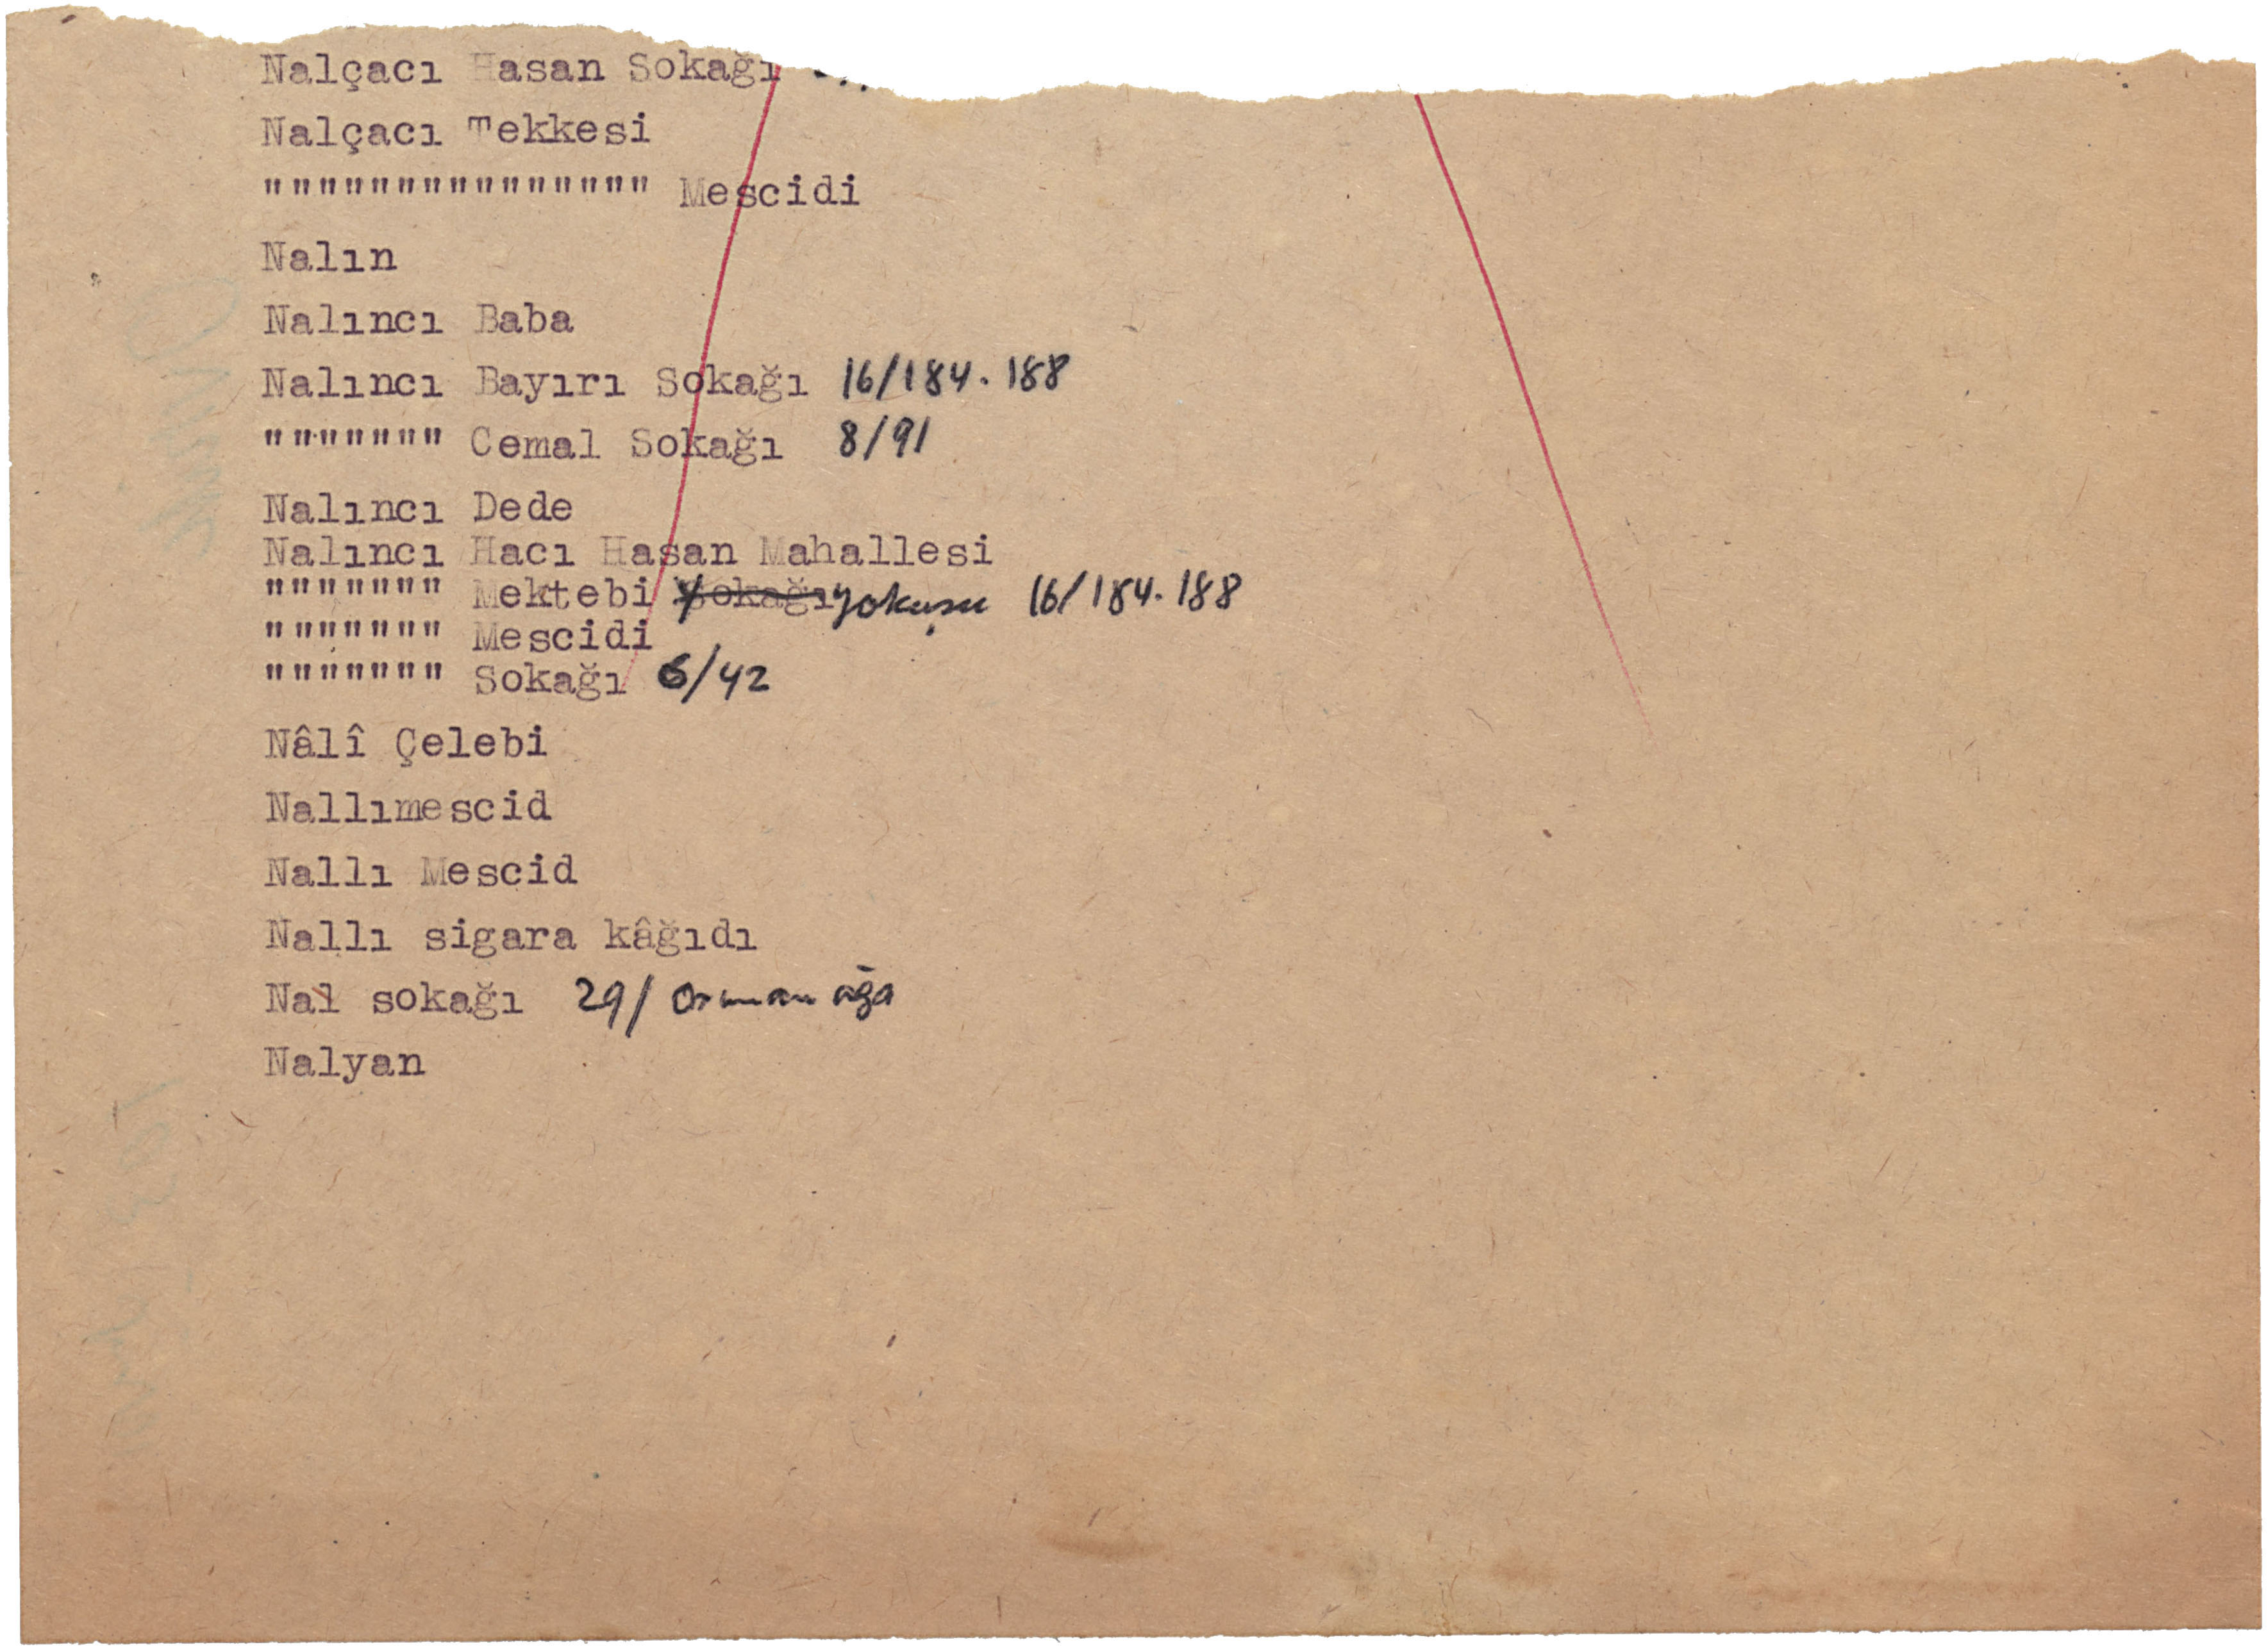 Nalçacı Hasan Sokağı
Nalçacı Tekkesi
""""""""""""""" Mescidi
Nalın
Nalıncı Baba
Nalıncı Bayırı Sokağı 16/184. 188
""""""" Cemal Sokağı 8/91
Nalıncı Dede
Nalıncı Hacı Hasan Mahallesi
""""""" Mektebi Sokağı yokuşu 16/184. 188
""""""" Mescidi
""""""" Sokağı 6/42
Nâlî Çelebi
Nallımescid
Nallı Mescid
Nallı sigara kâğıdı
Nal sokağı 29/ Osmanağa
Nalyan